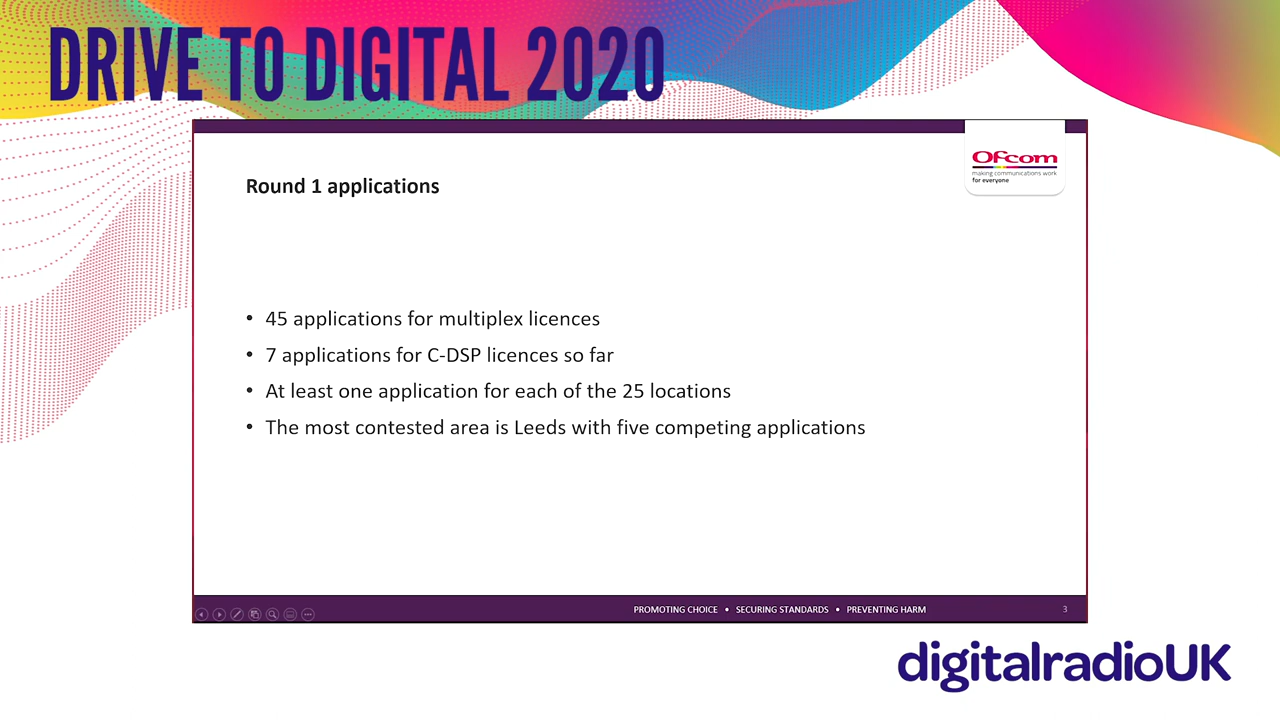 DRIVE TO DIGITAL 2020
Ofcom
making communications work
for everyone
Round 1 applications
• 45 applications for multiplex licences
• 7 applications for C-DSP licences so far
• At least one application for each of the 25 locations
• The most contested area is Leeds with five competing applications
PROMOTING CHOICE • SECURING STANDARDS • PREVENTING HARM
3
digitalradioUK